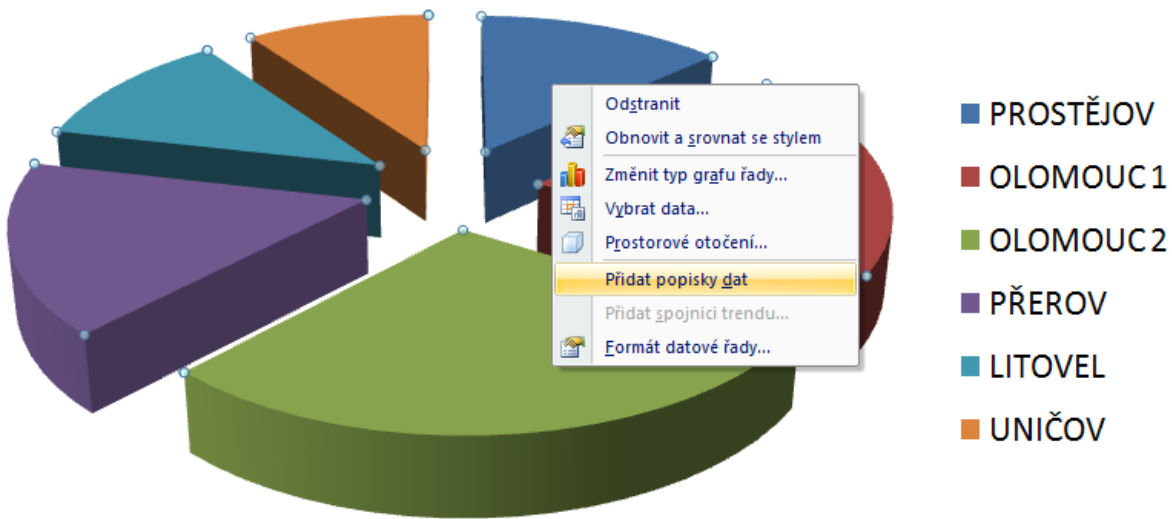 Odstranit
Obnovit a srovnat se stylem
Změnit typ grafu řady...
Vybrat data...
Prostorové otočení...
Přidat popisky dat
Přidat spojnici trendu...
Formát datové řady...
PROSTĚJOV
OLOMOUC 1
OLOMOUC 2
PŘEROV
LITOVEL
UNIČOV